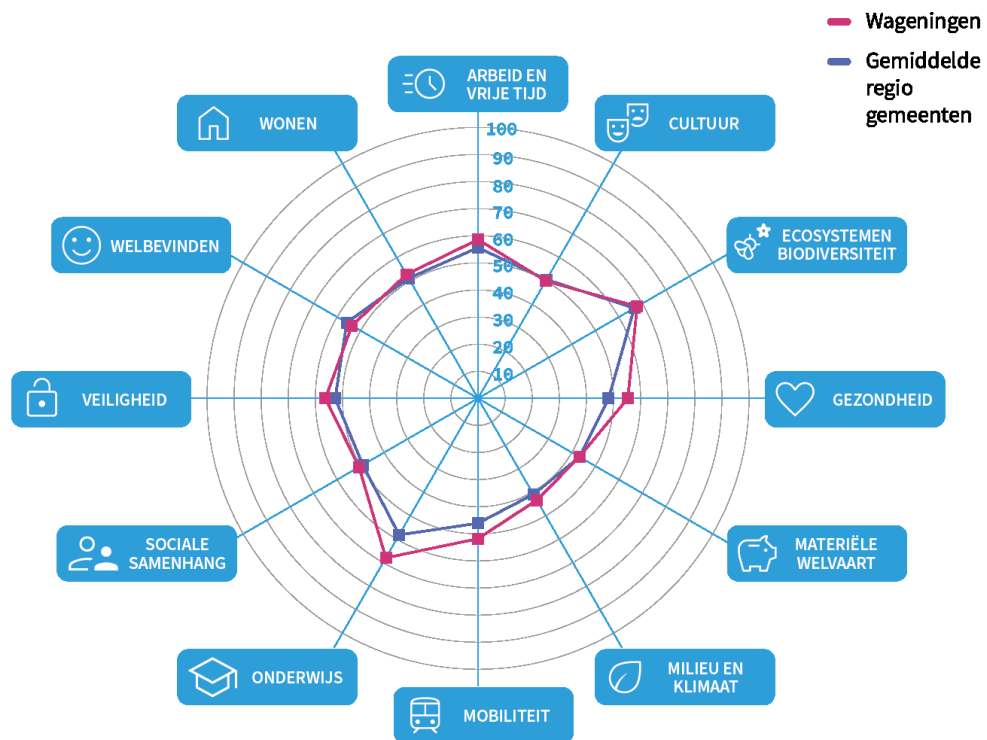 Wageningen
Gemiddelde
regio
gemeenten
ARBEID EN
VRIJE TIJD
WONEN
CULTUUR
100
90
80
70
60
50
40
30
20
10
WELBEVINDEN
ECOSYSTEMEN
BIODIVERSITEIT
VEILIGHEID
GEZONDHEID
SOCIALE
SAMENHANG
MATERIËLE
WELVAART
ONDERWIJS
MILIEU EN
KLIMAAT
MOBILITEIT